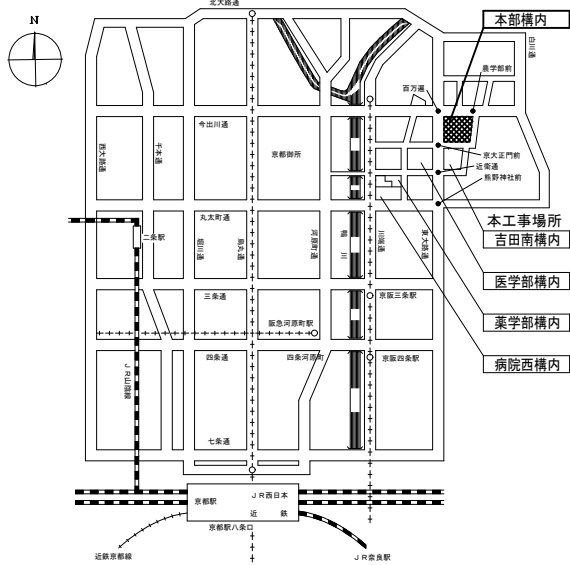 北大路通
N
本部構内
白川通
農学部前
百万遍
今出川通
京都御所
西大路通
千本通
京大正門前
近衛通
熊野神社前
本工事場所
吉田南構内
丸太町通
二条駅
堀川通
烏丸通
河原町通
鴨川
川端通
東大路通
医学部構内
三条通
京阪三条駅
薬学部構内
阪急河原町駅
四条通
四条河原町
京阪四条駅
病院西構内
JR山陰線
七条通
京都駅
JR西日本
近鉄
京都駅八条口
近鉄京都線
JR奈良駅